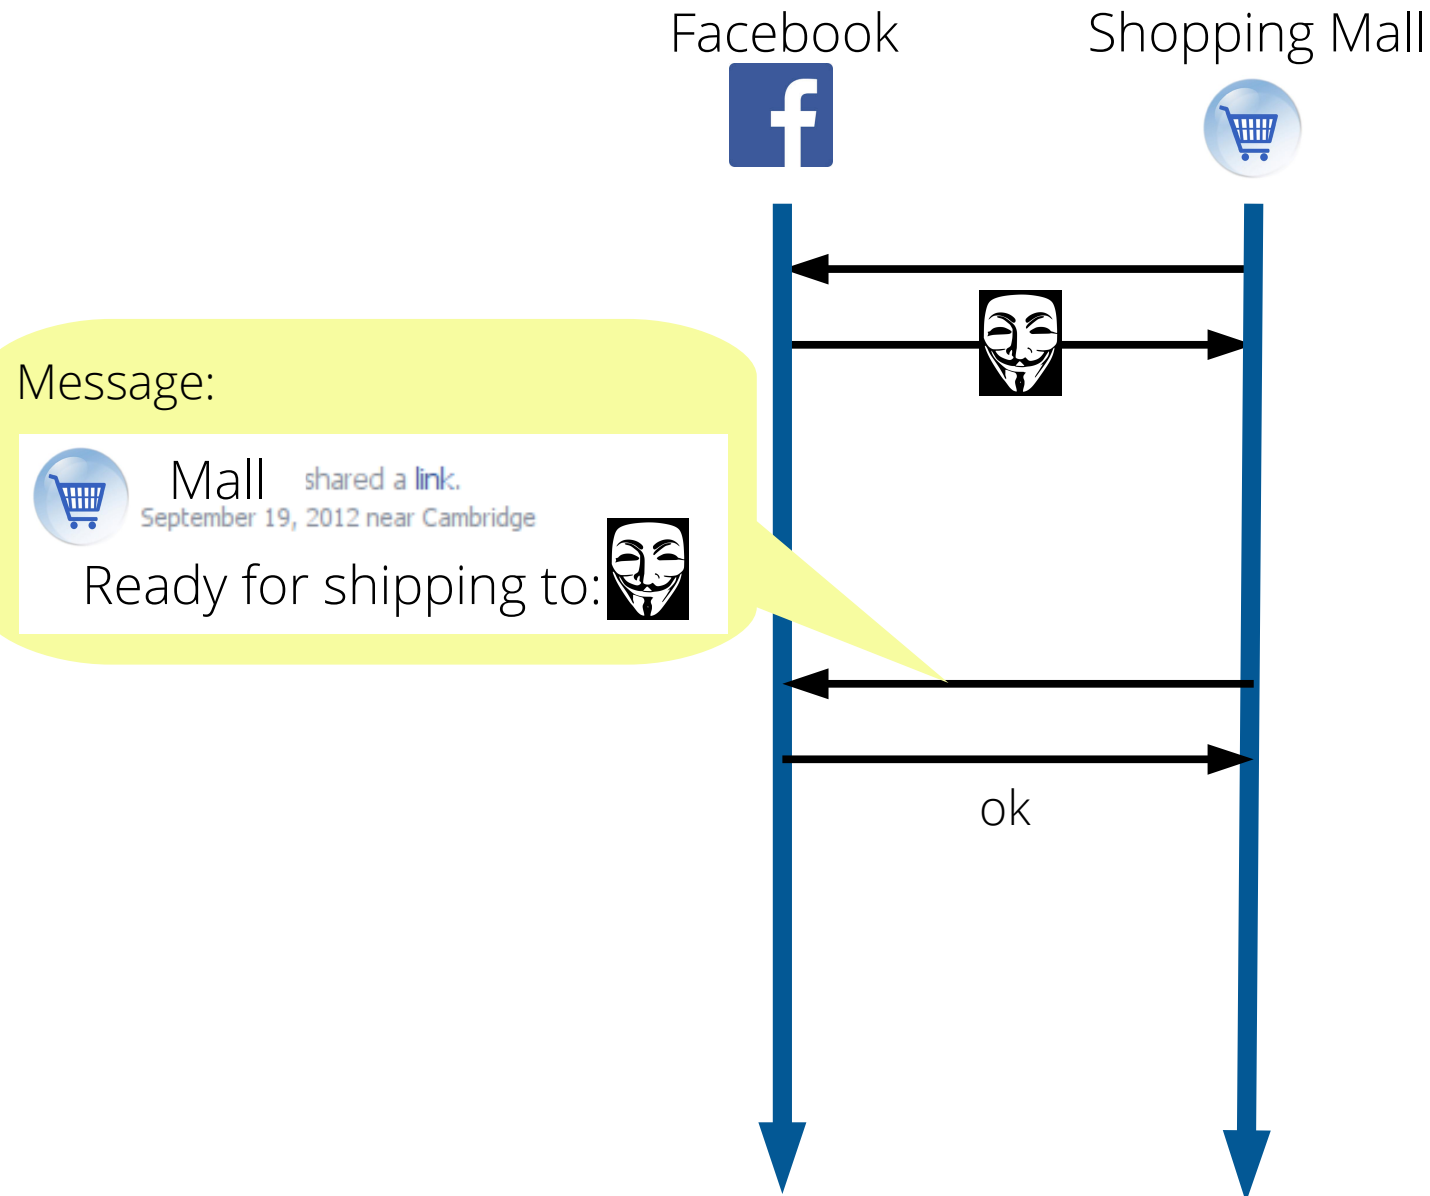 Facebook
Shopping Mall
Message:
Mall shared a link.
September 19, 2012 near Cambridge
Ready for shipping to:
ok